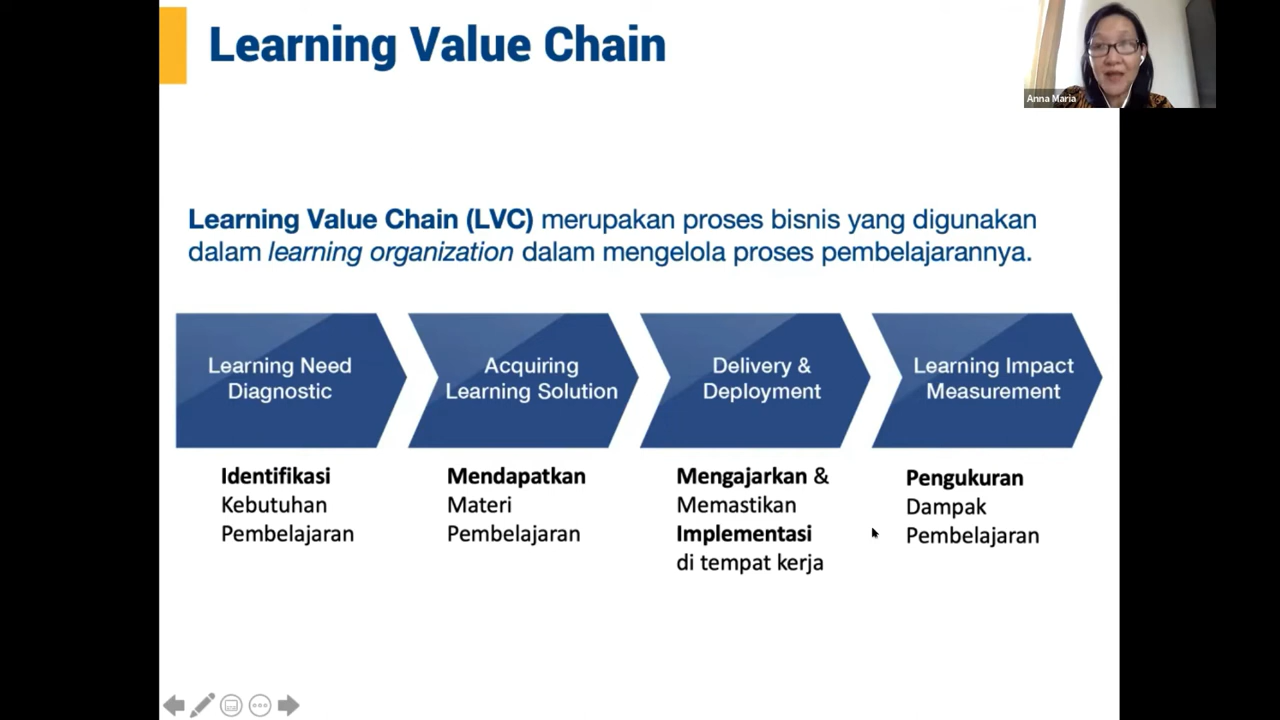 Learning Value Chain
Anna Maria
Learning Value Chain (LVC) merupakan proses bisnis yang digunakan
dalam learning organization dalam mengelola proses pembelajarannya.
Learning Need
Diagnostic
Acquiring
Learning Solution
Delivery &
Deployment
Learning Impact
Measurement
Identifikasi
Kebutuhan
Pembelajaran
Mendapatkan
Materi
Pembelajaran
Mengajarkan &
Memastikan
Implementasi
di tempat kerja
Pengukuran
Dampak
Pembelajaran